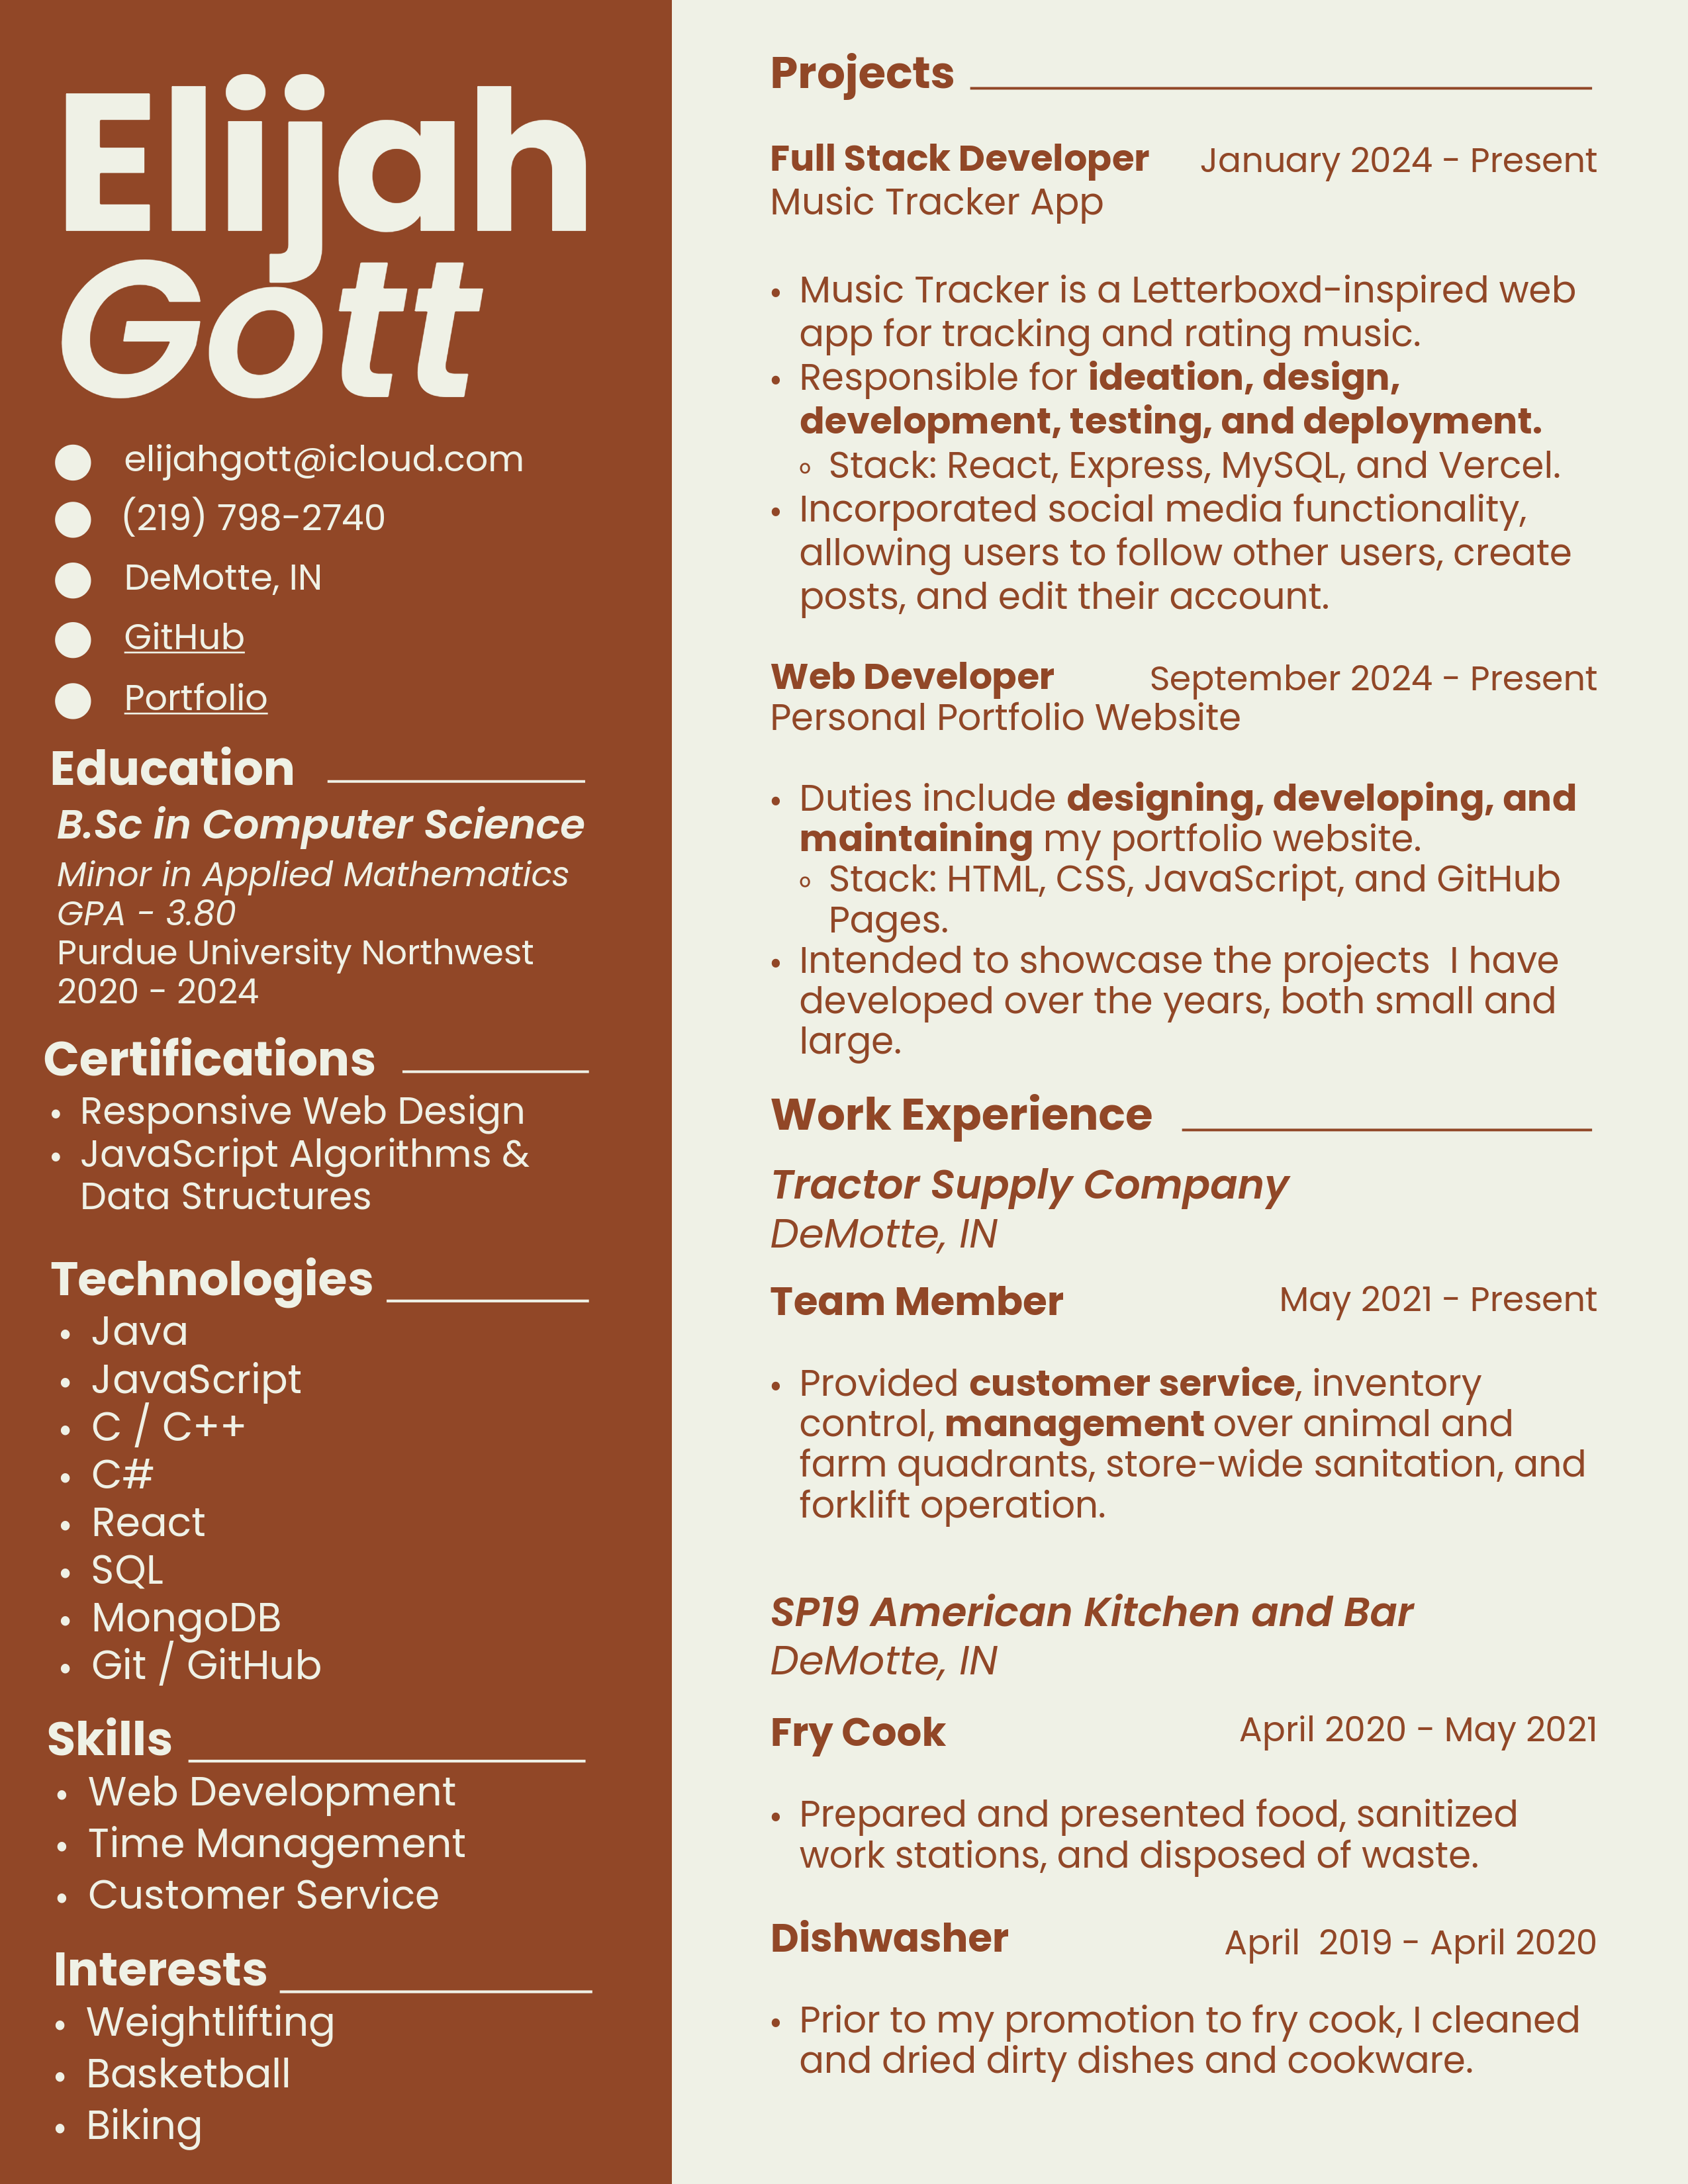 Elijah
Gott
elijahgott@icloud.com
(219) 798-2740
DeMotte, IN
GitHub
Portfolio
Education
B.Sc in Computer Science
Minor in Applied Mathematics
GPA - 3.80
Purdue University Northwest
2020 - 2024
Certifications
• Responsive Web Design
• JavaScript Algorithms &
Data Structures
Technologies
• Java
• JavaScript
• C / C++
• C#
• React
• SQL
• MongoDB
• Git / GitHub
Skills
• Web Development
• Time Management
• Customer Service
Interests
• Weightlifting
• Basketball
• Biking
Projects
Full Stack Developer January 2024 - Present
Music Tracker App
• Music Tracker is a Letterboxd-inspired web
app for tracking and rating music.
• Responsible for ideation, design,
development, testing, and deployment.
◦ Stack: React, Express, MySQL, and Vercel.
• Incorporated social media functionality,
allowing users to follow other users, create
posts, and edit their account.
Web Developer September 2024 - Present
Personal Portfolio Website
• Duties include designing, developing, and
maintaining my portfolio website.
◦ Stack: HTML, CSS, JavaScript, and GitHub
Pages.
• Intended to showcase the projects  I have
developed over the years, both small and
large.
Work Experience
Tractor Supply Company
DeMotte, IN
Team Member May 2021 - Present
• Provided customer service, inventory
control, management over animal and
farm quadrants, store-wide sanitation, and
forklift operation.
SP19 American Kitchen and Bar
DeMotte, IN
Fry Cook April 2020 - May 2021
• Prepared and presented food, sanitized
work stations, and disposed of waste.
Dishwasher April  2019 - April 2020
• Prior to my promotion to fry cook, I cleaned
and dried dirty dishes and cookware.